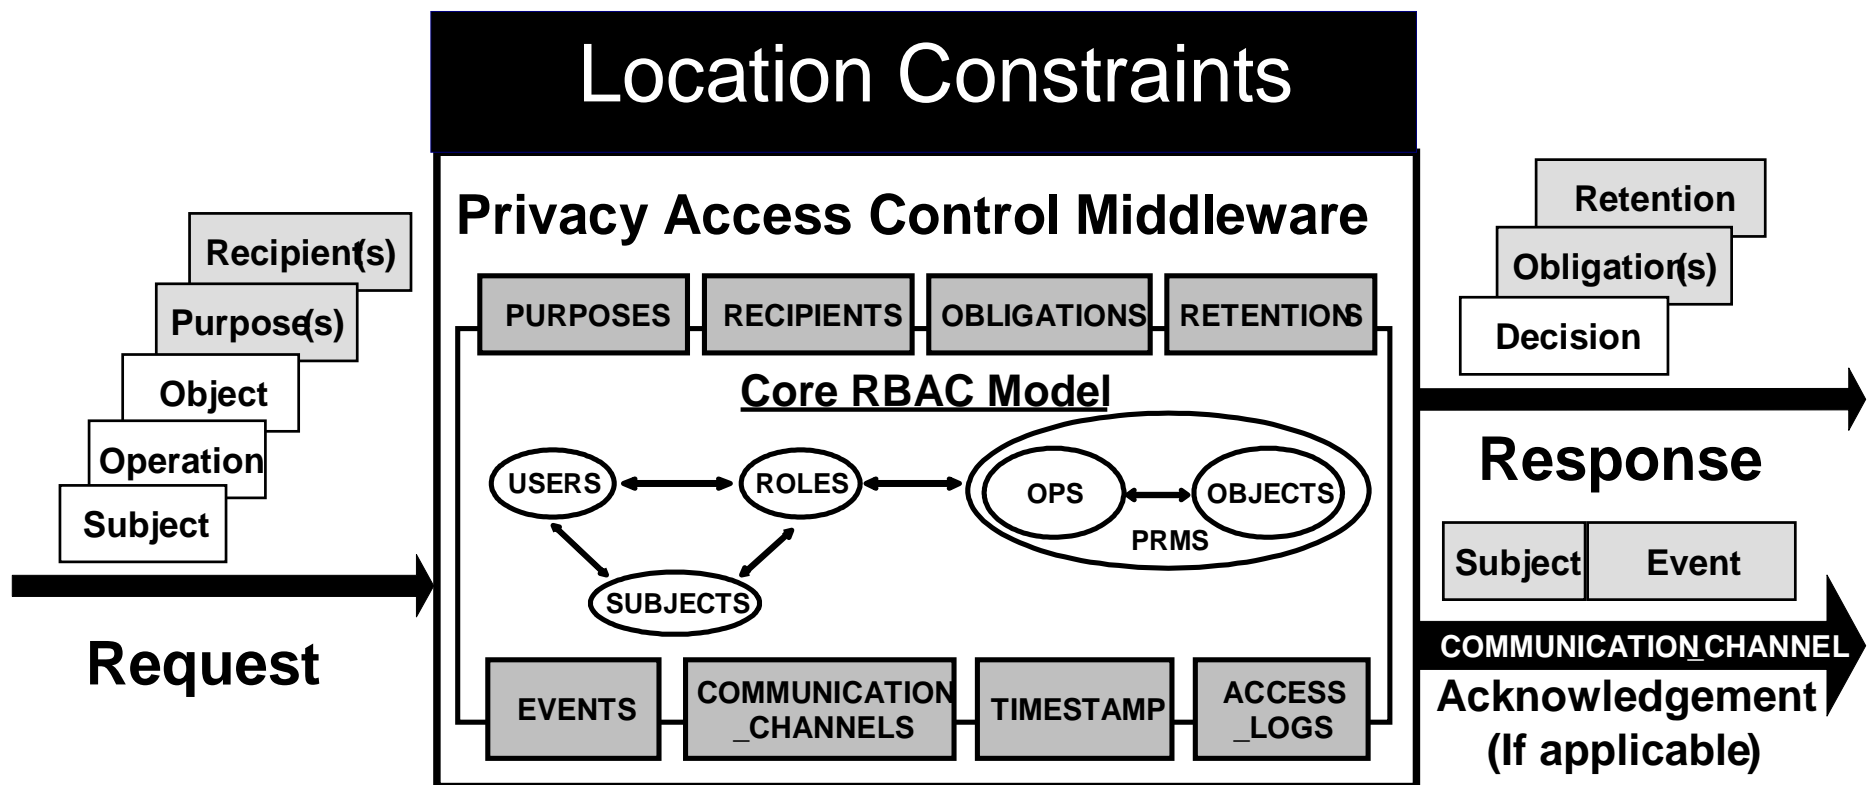 Location Constraints
Privacy Access Control Middleware
Recipient(s)
Purpose(s)
Object
Operation
Subject
Request
PURPOSES
RECIPIENTS
OBLIGATIONS
RETENTIONS
Core RBAC Model
USERS
ROLES
OPS
OBJECTS
PRMS
SUBJECTS
EVENTS
COMMUNICATION
_CHANNELS
TIMESTAMP
ACCESS
_LOGS
Retention
Obligation(s)
Decision
Response
Subject
Event
COMMUNICATION_CHANNEL
Acknowledgement
(If applicable)